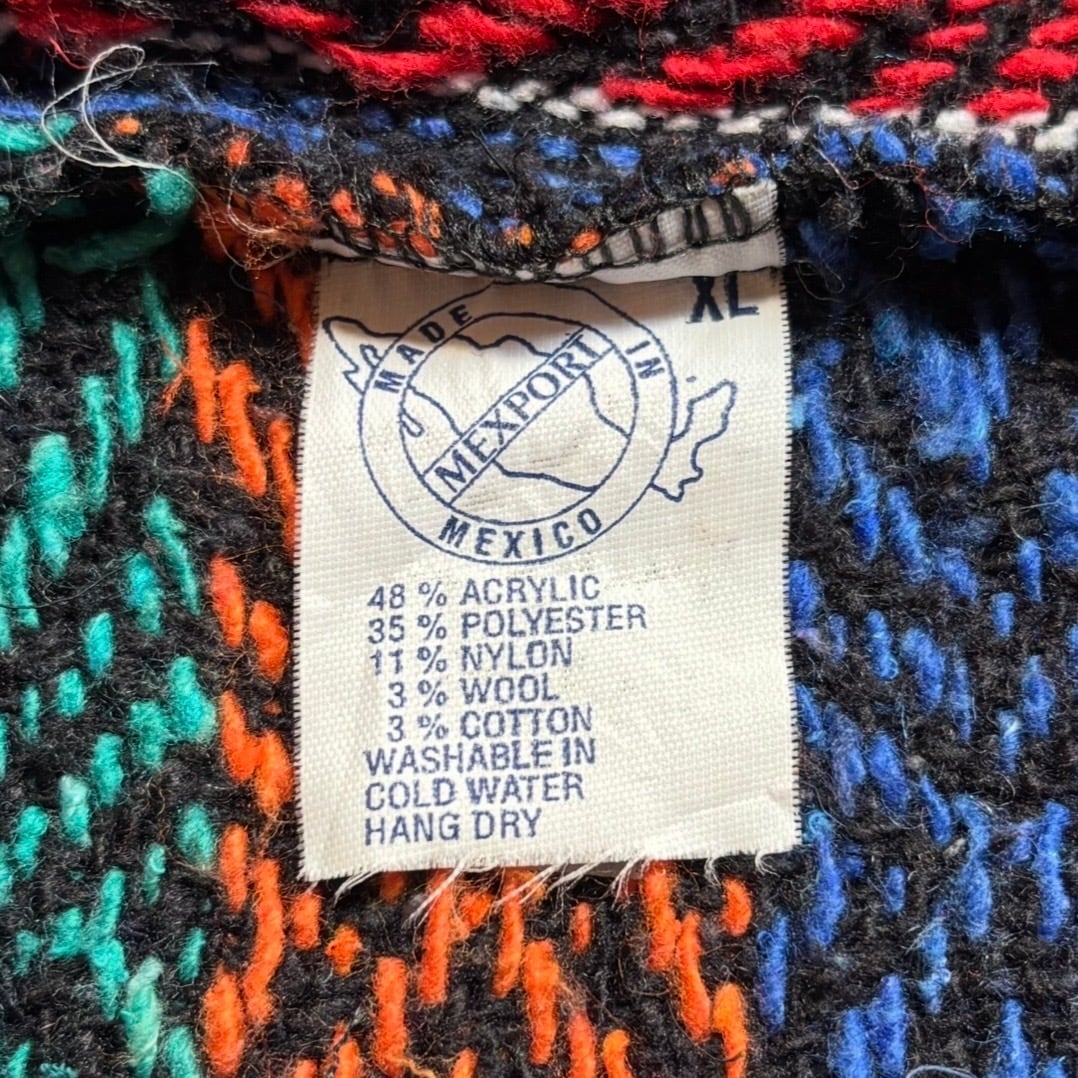 XL
MADE IN
MEXPORT
MEXICO
48 % ACRYLIC
35 % POLYESTER
11 % NYLON
3 % WOOL
3 % COTTON
WASHABLE IN
COLD WATER
HANG DRY